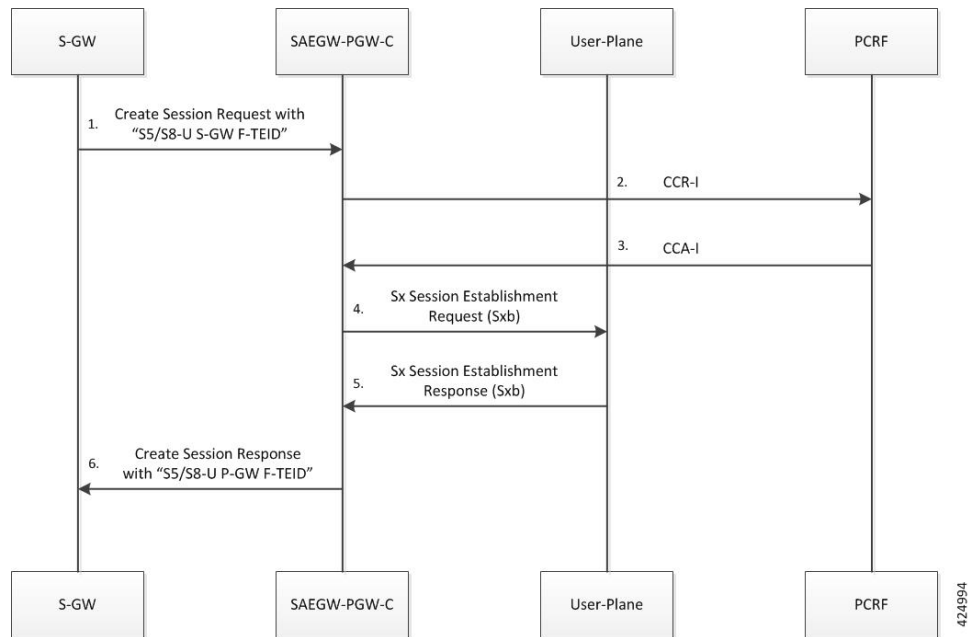 S-GW
SAEGW-PGW-C
User-Plane
PCRF
1.
Create Session Request with
“S5/S8-U S-GW F-TEID”
2.
CCR-I
3.
CCA-I
4.
Sx Session Establishment
Request (Sxb)
5.
Sx Session Establishment
Response (Sxb)
6.
Create Session Response
with “S5/S8-U P-GW F-TEID”
S-GW
SAEGW-PGW-C
User-Plane
PCRF
424994